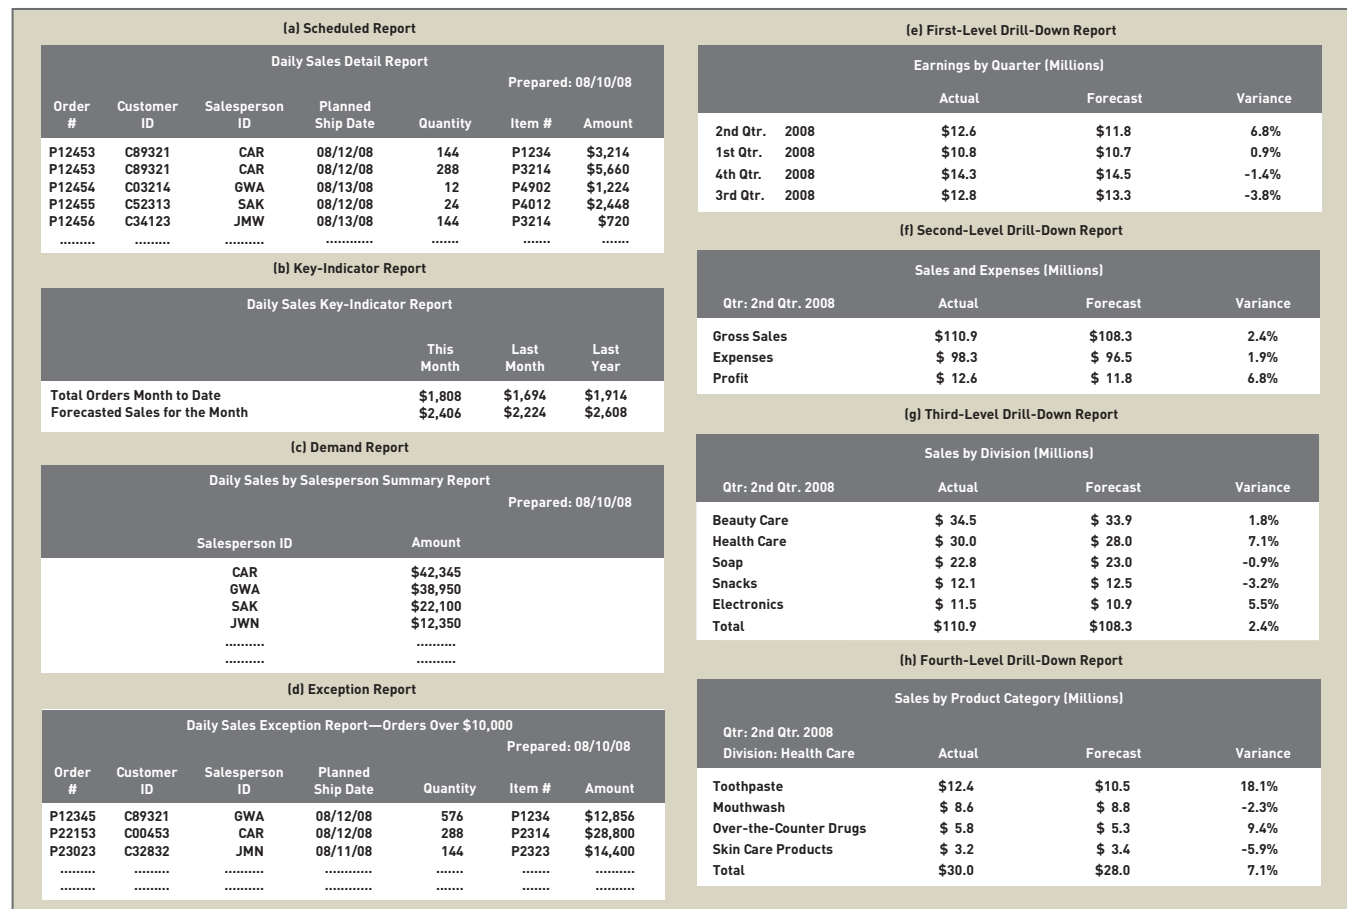 (a) Scheduled Report
Daily Sales Detail Report
Prepared: 08/10/08
Order # Customer ID Salesperson ID Planned Ship Date Quantity Item # Amount
P12453 C89321 CAR 08/12/08 144 P1234 $3,214
P12453 C89321 CAR 08/12/08 288 P3214 $5,660
P12454 C03214 GWA 08/13/08 12 P4902 $1,224
P12455 C52313 SAK 08/12/08 24 P4012 $2,448
P12456 C34123 JMW 08/13/08 144 P3214 $720
......... ......... .......... ............ ....... ....... .......
(b) Key-Indicator Report
Daily Sales Key-Indicator Report
This Month Last Month Last Year
Total Orders Month to Date $1,808 $1,694 $1,914
Forecasted Sales for the Month $2,406 $2,224 $2,608
(c) Demand Report
Daily Sales by Salesperson Summary Report
Prepared: 08/10/08
Salesperson ID Amount
CAR $42,345
GWA $38,950
SAK $22,100
JWN $12,350
.......... ..........
.......... ..........
(d) Exception Report
Daily Sales Exception Report—Orders Over $10,000
Prepared: 08/10/08
Order # Customer ID Salesperson ID Planned Ship Date Quantity Item # Amount
P12345 C89321 GWA 08/12/08 576 P1234 $12,856
P22153 C00453 CAR 08/12/08 288 P2314 $28,800
P23023 C32832 JMN 08/11/08 144 P2323 $14,400
......... ......... .......... ............ ....... ....... ..........
......... ......... .......... ............ ....... ....... ..........
(e) First-Level Drill-Down Report
Earnings by Quarter (Millions)
Actual Forecast Variance
2nd Qtr. 2008 $12.6 $11.8 6.8%
1st Qtr. 2008 $10.8 $10.7 0.9%
4th Qtr. 2008 $14.3 $14.5 -1.4%
3rd Qtr. 2008 $12.8 $13.3 -3.8%
(f) Second-Level Drill-Down Report
Sales and Expenses (Millions)
Qtr: 2nd Qtr. 2008 Actual Forecast Variance
Gross Sales $110.9 $108.3 2.4%
Expenses $ 98.3 $ 96.5 1.9%
Profit $ 12.6 $ 11.8 6.8%
(g) Third-Level Drill-Down Report
Sales by Division (Millions)
Qtr: 2nd Qtr. 2008 Actual Forecast Variance
Beauty Care $ 34.5 $ 33.9 1.8%
Health Care $ 30.0 $ 28.0 7.1%
Soap $ 22.8 $ 23.0 -0.9%
Snacks $ 12.1 $ 12.5 -3.2%
Electronics $ 11.5 $ 10.9 5.5%
Total $110.9 $108.3 2.4%
(h) Fourth-Level Drill-Down Report
Sales by Product Category (Millions)
Qtr: 2nd Qtr. 2008
Division: Health Care Actual Forecast Variance
Toothpaste $12.4 $10.5 18.1%
Mouthwash $ 8.6 $ 8.8 -2.3%
Over-the-Counter Drugs $ 5.8 $ 5.3 9.4%
Skin Care Products $ 3.2 $ 3.4 -5.9%
Total $30.0 $28.0 7.1%